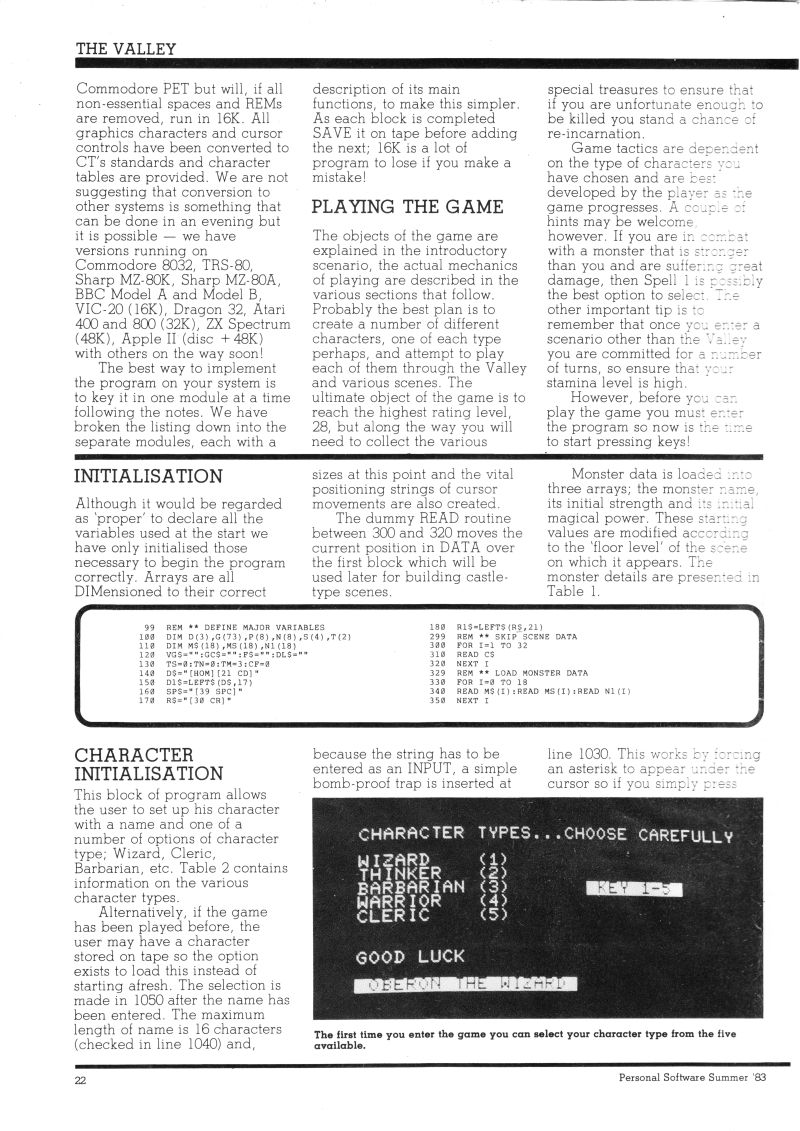 THE VALLEY
Commodore PET but will, if all
non-essential spaces and REMs
are removed, run in 16K. All
graphics characters and cursor
controls have been converted to
CT's standards and character
tables are provided. We are not
suggesting that conversion to
other systems is something that
can be done in an evening but
it is possible — we have
versions running on
Commodore 8032, TRS-80,
Sharp MZ-80K, Sharp MZ-80A,
BBC Model A and Model B,
VIC-20 (16K), Dragon 32, Atari
400 and 800 (32K), ZX Spectrum
(48K), Apple II (disc +48K)
with others on the way soon!
The best way to implement
the program on your system is
to key it in one module at a time
following the notes. We have
broken the listing down into the
separate modules, each with a
description of its main
functions, to make this simpler.
As each block is completed
SAVE it on tape before adding
the next; 16K is a lot of
program to lose if you make a
mistake!
PLAYING THE GAME
The objects of the game are
explained in the introductory
scenario, the actual mechanics
of playing are described in the
various sections that follow.
Probably the best plan is to
create a number of different
characters, one of each type
perhaps, and attempt to play
each of them through the Valley
and various scenes. The
ultimate object of the game is to
reach the highest rating level,
28, but along the way you will
need to collect the various
special treasures to ensure that
if you are unfortunate enough to
be killed you stand a chance of
re-incarnation.
Game tactics are dependent
on the type of characters you
have chosen and are best
developed by the player as the
game progresses. A couple of
hints may be welcome,
however. If you are in combat
with a monster that is stronger
than you and are suffering great
damage, then Spell 1 is possibly
the best option to select. The
other important tip is to
remember that once you enter a
scenario other than the Valley
you are committed for a number
of turns, so ensure that your
stamina level is high.
However, before you can
play the game you must enter
the program so now is the time
to start pressing keys!
INITIALISATION
Although it would be regarded
as 'proper' to declare all the
variables used at the start we
have only initialised those
necessary to begin the program
correctly. Arrays are all
DIMensioned to their correct
sizes at this point and the vital
positioning strings of cursor
movements are also created.
The dummy READ routine
between 300 and 320 moves the
current position in DATA over
the first block which will be
used later for building castle-
type scenes.
Monster data is loaded into
three arrays; the monster name,
its initial strength and its initial
magical power. These starting
values are modified according
to the 'floor level' of the scene
on which it appears. The
monster details are presented in
Table 1.
99 REM ** DEFINE MAJOR VARIABLES
100 DIM D(3),G(73),P(8),N(8),S(4),T(2)
110 DIM M$(18),MS(18),N1(18)
120 VG$="":GC$="":F$="":DL$=""
130 TS=0:TN=0:TM=3:CF=0
140 D$="[HOM][21 CD]"
150 D1$=LEFT$(D$,17)
160 SP$="[39 SPC]"
170 R$="[30 CR]"
180 R1$=LEFT$(R$,21)
299 REM ** SKIP SCENE DATA
300 FOR I=1 TO 32
310 READ C$
320 NEXT I
329 REM ** LOAD MONSTER DATA
330 FOR I=0 TO 18
340 READ M$(I):READ MS(I):READ N1(I)
350 NEXT I
CHARACTER
INITIALISATION
This block of program allows
the user to set up his character
with a name and one of a
number of options of character
type; Wizard, Cleric,
Barbarian, etc. Table 2 contains
information on the various
character types.
Alternatively, if the game
has been played before, the
user may have a character
stored on tape so the option
exists to load this instead of
starting afresh. The selection is
made in 1050 after the name has
been entered. The maximum
length of name is 16 characters
(checked in line 1040) and,
because the string has to be
entered as an INPUT, a simple
bomb-proof trap is inserted at
line 1030. This works by forcing
an asterisk to appear under the
cursor so if you simply press
CHARACTER TYPES...CHOOSE CAREFULLY
WIZARD (1)
THINKER (2)
BARBARIAN (3) KEY 1-5
WARRIOR (4)
CLERIC (5)
GOOD LUCK
OBERON THE WIZARD
The first time you enter the game you can select your character type from the five
available.
22
Personal Software Summer '83